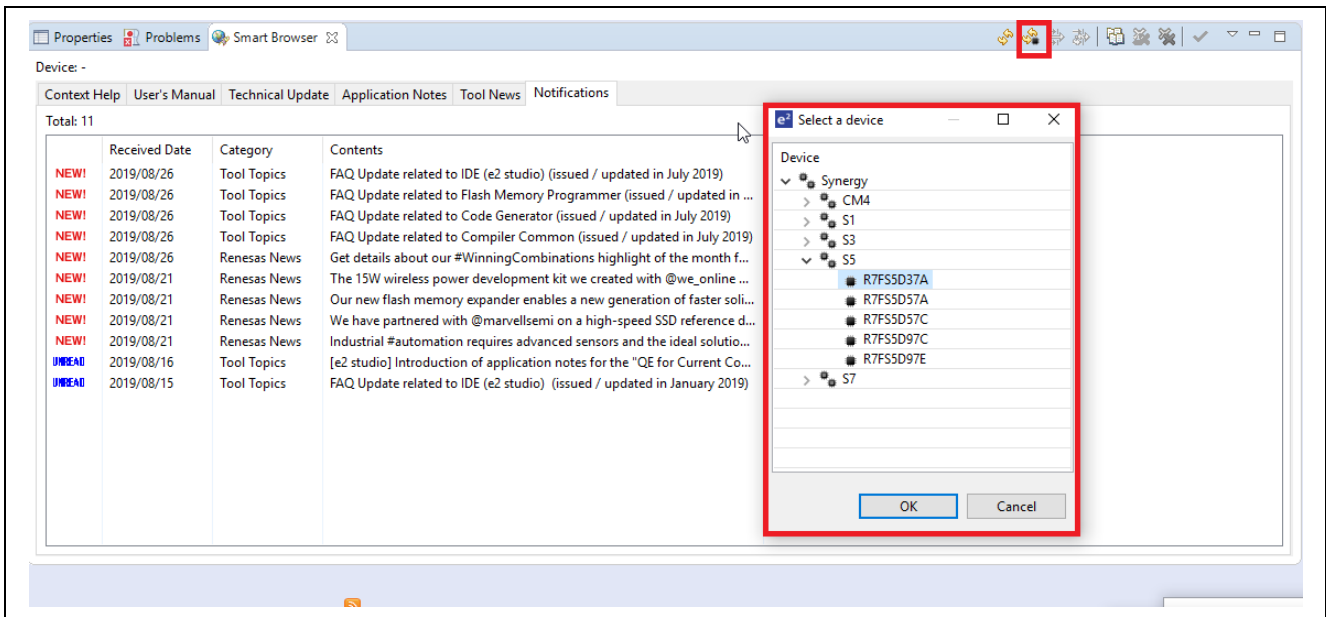 Properties Problems Smart Browser
Device: -
Context Help User's Manual Technical Update Application Notes Tool News Notifications
Total: 11
Received Date Category Contents
NEW! 2019/08/26 Tool Topics FAQ Update related to IDE (e2 studio) (issued / updated in July 2019)
NEW! 2019/08/26 Tool Topics FAQ Update related to Flash Memory Programmer (issued / updated in ...
NEW! 2019/08/26 Tool Topics FAQ Update related to Code Generator (issued / updated in July 2019)
NEW! 2019/08/26 Tool Topics FAQ Update related to Compiler Common (issued / updated in July 2019)
NEW! 2019/08/26 Renesas News Get details about our #WinningCombinations highlight of the month f...
NEW! 2019/08/21 Renesas News The 15W wireless power development kit we created with @we_online ...
NEW! 2019/08/21 Renesas News Our new flash memory expander enables a new generation of faster soli...
NEW! 2019/08/21 Renesas News We have partnered with @marvellsemi on a high-speed SSD reference d...
NEW! 2019/08/21 Renesas News Industrial #automation requires advanced sensors and the ideal solutio...
UNREAD 2019/08/16 Tool Topics [e2 studio] Introduction of application notes for the "QE for Current Co...
UNREAD 2019/08/15 Tool Topics FAQ Update related to IDE (e2 studio) (issued / updated in January 2019)
e² Select a device
Device
Synergy
CM4
S1
S3
S5
R7FS5D37A
R7FS5D57A
R7FS5D57C
R7FS5D97C
R7FS5D97E
S7
OK Cancel